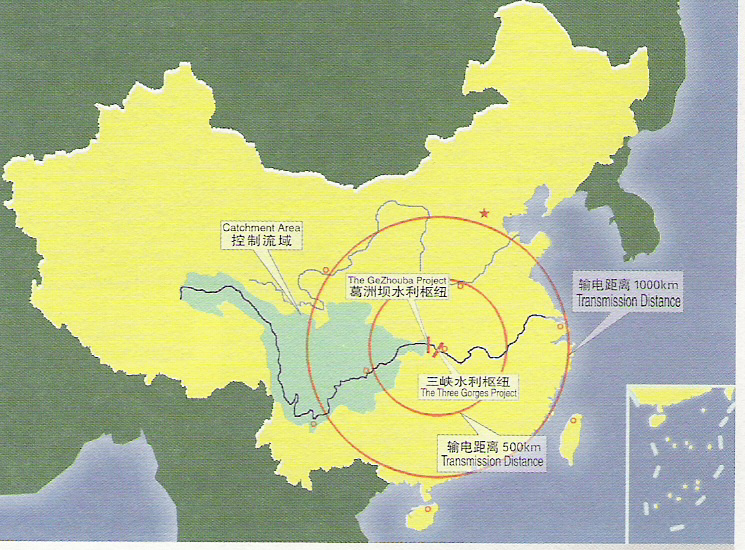 Catchment Area
控制流域
The GeZhouba Project
葛洲坝水利枢纽
输电距离 1000km
Transmission Distance
三峡水利枢纽
The Three Gorges Project
输电距离 500km
Transmission Distance